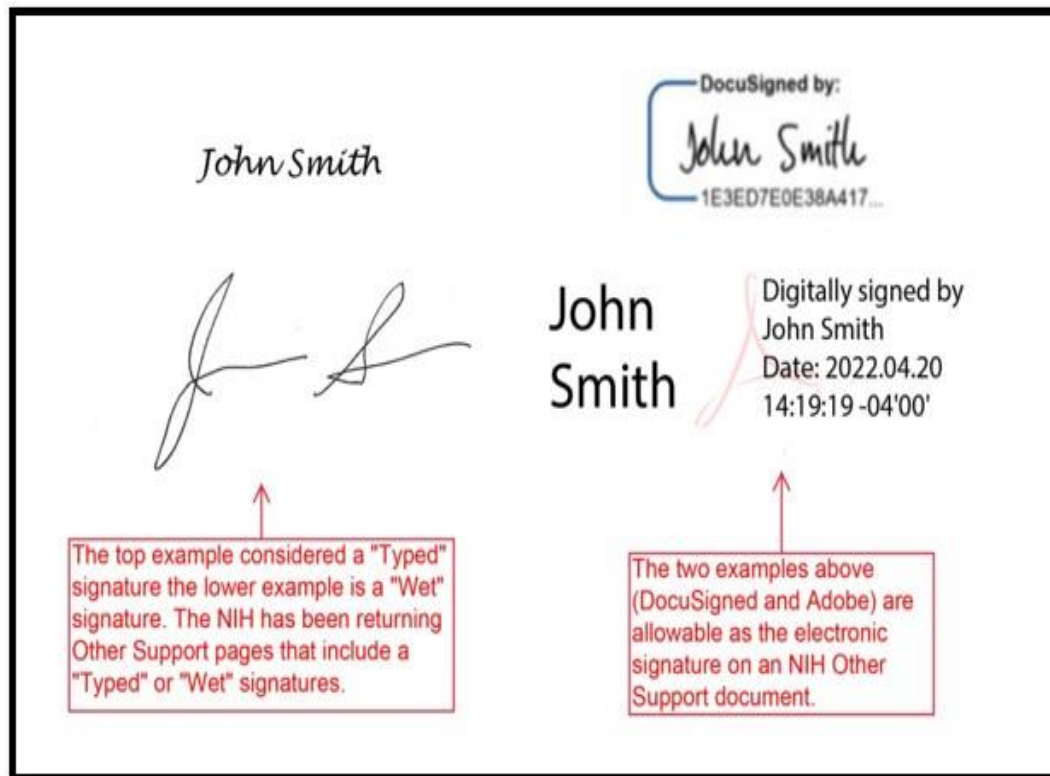 John Smith
DocuSigned by:
John Smith
1E3ED7E0E38A417...
John
Smith
Digitally signed by
John Smith
Date: 2022.04.20
14:19:19 -04'00'
The top example considered a "Typed"
signature the lower example is a "Wet"
signature. The NIH has been returning
Other Support pages that include a
"Typed" or "Wet" signatures.
The two examples above
(DocuSigned and Adobe) are
allowable as the electronic
signature on an NIH Other
Support document.